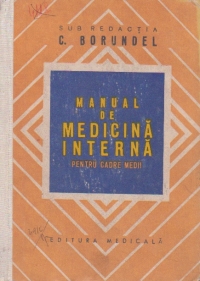 SUB REDACȚIA
C. BORUNDEL
MANUAL
DE
MEDICINĂ
INTERNĂ
PENTRU CADRE MEDII
EDITURA MEDICALĂ